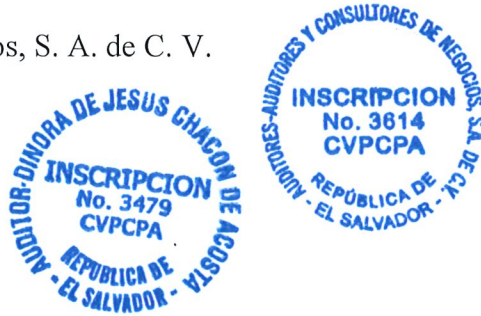 os, S. A. de C. V.
AUDITORES-AUDITORES Y CONSULTORES DE NEGOCIOS, S.A. DE C.V.
INSCRIPCION
No. 3614
CVPCPA
REPÚBLICA DE
EL SALVADOR
AUDITOR-DINORA DE JESUS CHACON DE ACOSTA
INSCRIPCION
No. 3479
CVPCPA
REPUBLICA DE
EL SALVADOR